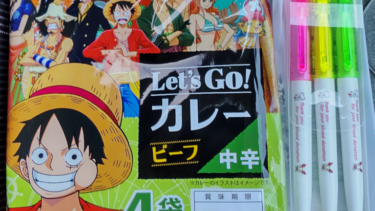 Let's Go!
カレー
ビーフ
中辛
※カレーのイラストはイメージです
4袋
賞味期限